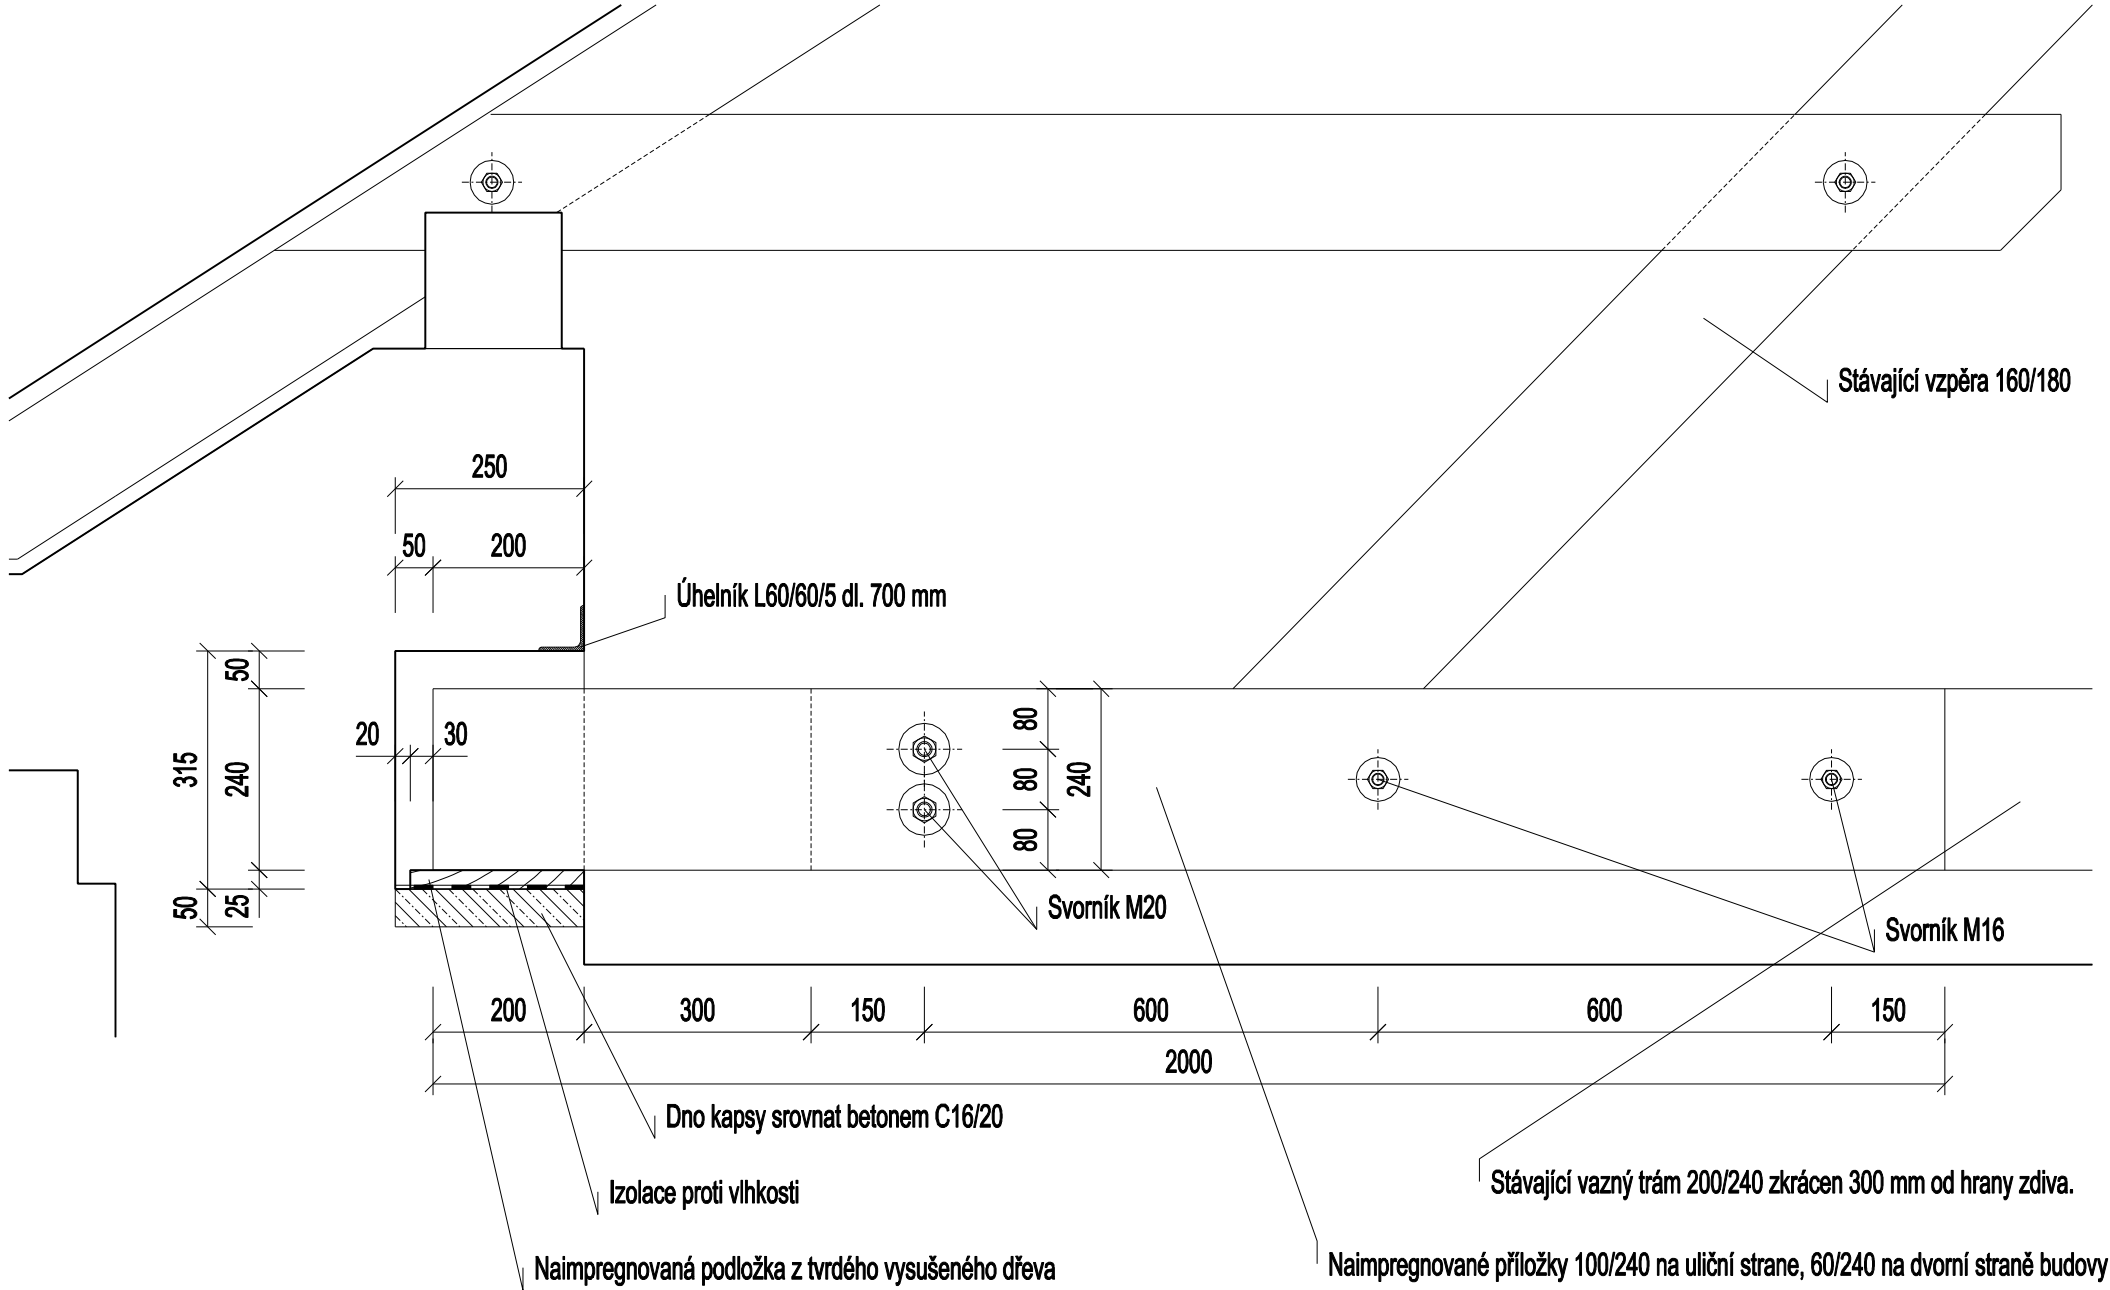 Stávající vzpěra 160/180
250
50
200
Úhelník L60/60/5 dl. 700 mm
50
20
30
315
240
50
25
80
80
80
240
Svorník M20
Svorník M16
200
300
150
600
600
150
2000
Dno kapsy srovnat betonem C16/20
Stávající vazný trám 200/240 zkrácen 300 mm od hrany zdiva.
Izolace proti vlhkosti
Naimpregnovaná podložka z tvrdého vysušeného dřeva
Naimpregnované příložky 100/240 na uliční strane, 60/240 na dvorní straně budovy